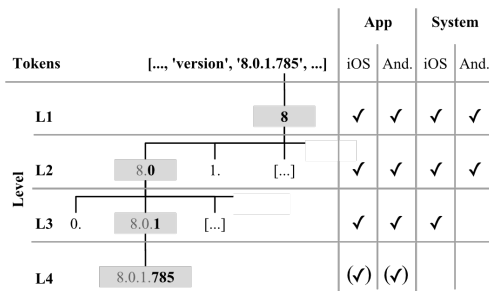 App System
Tokens [..., 'version', '8.0.1.785', ...] iOS And. iOS And.
Level
L1 8 ✓ ✓ ✓ ✓
L2 8.0 1. [...] ✓ ✓ ✓ ✓
L3 0. 8.0.1 [...] ✓ ✓ ✓
L4 8.0.1.785 (✓) (✓)